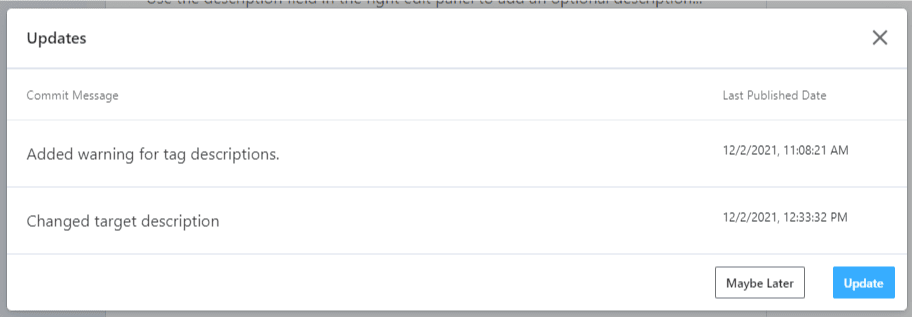 use the description field in the right edit panel to add an optional description...
Updates
Commit Message Last Published Date
Added warning for tag descriptions. 12/2/2021, 11:08:21 AM
Changed target description 12/2/2021, 12:33:32 PM
Maybe Later Update